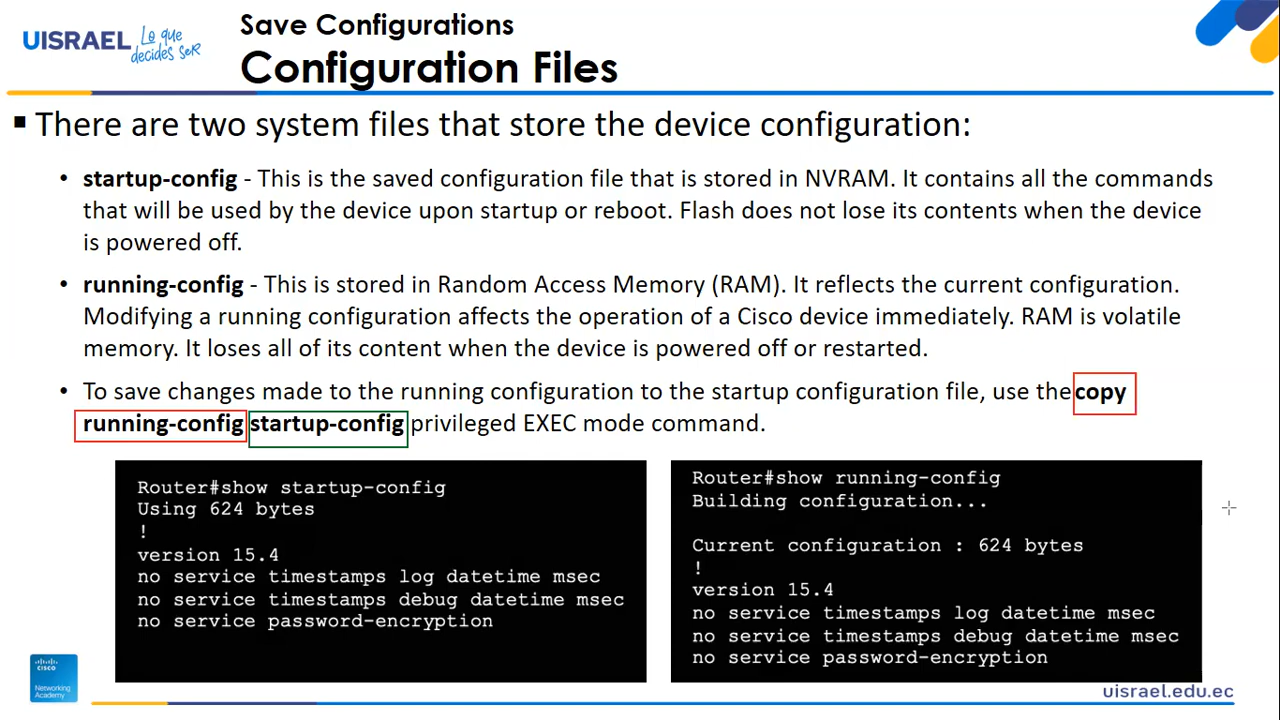 Save Configurations
UISRAEL Lo que
decides seR
Configuration Files
▪ There are two system files that store the device configuration:
• startup-config - This is the saved configuration file that is stored in NVRAM. It contains all the commands
that will be used by the device upon startup or reboot. Flash does not lose its contents when the device
is powered off.
• running-config - This is stored in Random Access Memory (RAM). It reflects the current configuration.
Modifying a running configuration affects the operation of a Cisco device immediately. RAM is volatile
memory. It loses all of its content when the device is powered off or restarted.
• To save changes made to the running configuration to the startup configuration file, use the copy
running-config startup-config privileged EXEC mode command.
Router#show startup-config
Using 624 bytes
!
version 15.4
no service timestamps log datetime msec
no service timestamps debug datetime msec
no service password-encryption
Router#show running-config
Building configuration...
Current configuration : 624 bytes
!
version 15.4
no service timestamps log datetime msec
no service timestamps debug datetime msec
no service password-encryption
cisco
Networking
Academy
uisrael.edu.ec